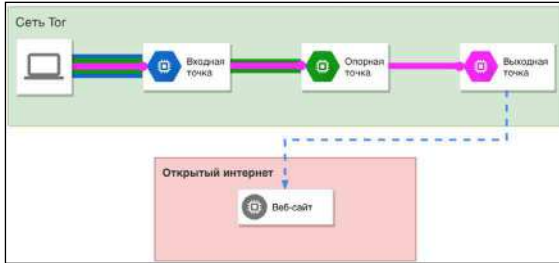 Сеть Tor
Входная
точка
Опорная
точка
Выходная
точка
Открытый интернет
Веб-сайт